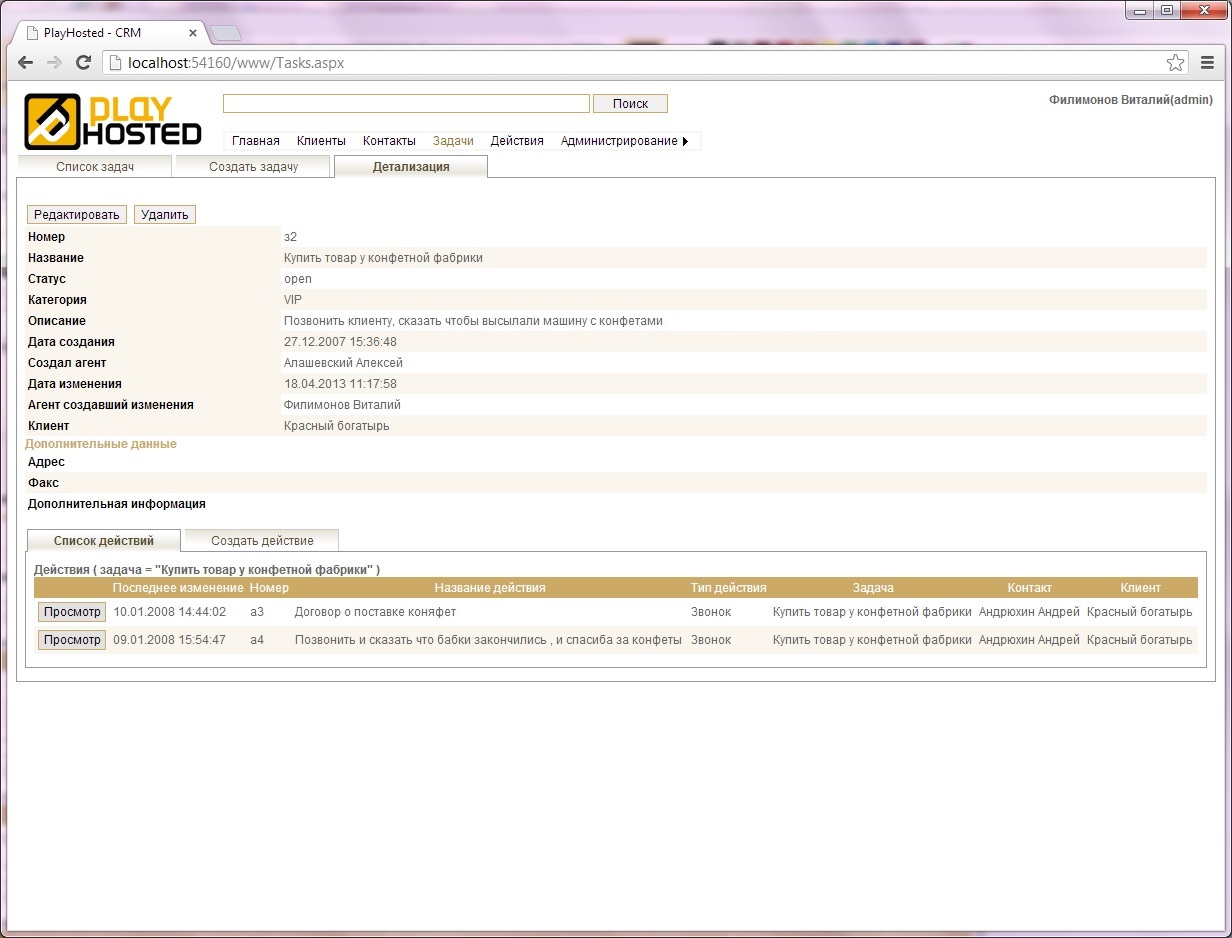 PlayHosted - CRM
localhost:54160/www/Tasks.aspx
PLAY
HOSTED
Поиск
Филимонов Виталий(admin)
Главная Клиенты Контакты Задачи Действия Администрирование
Список задач Создать задачу Детализация
Редактировать Удалить
Номер з2
Название Купить товар у конфетной фабрики
Статус open
Категория VIP
Описание Позвонить клиенту, сказать чтобы высылали машину с конфетами
Дата создания 27.12.2007 15:36:48
Создал агент Алашевский Алексей
Дата изменения 18.04.2013 11:17:58
Агент создавший изменения Филимонов Виталий
Клиент Красный богатырь
Дополнительные данные
Адрес
Факс
Дополнительная информация
Список действий Создать действие
Действия ( задача = "Купить товар у конфетной фабрики" )
Последнее изменение Номер Название действия Тип действия Задача Контакт Клиент
Просмотр 10.01.2008 14:44:02 а3 Договор о поставке коняфет Звонок Купить товар у конфетной фабрики Андрюхин Андрей Красный богатырь
Просмотр 09.01.2008 15:54:47 а4 Позвонить и сказать что бабки закончились , и спасиба за конфеты Звонок Купить товар у конфетной фабрики Андрюхин Андрей Красный богатырь